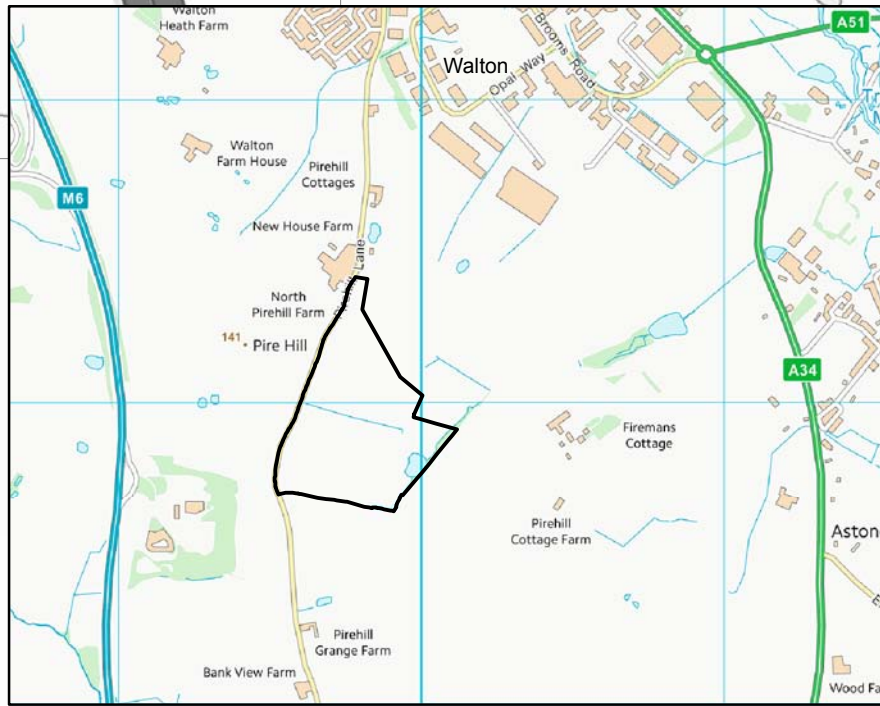 Walton
Heath Farm
A51
Brooms Road
Walton
Opal Way
Walton
Farm House
Pirehill
Cottages
M6
New House Farm
Lane
North
Pirehill Farm
141
Pire Hill
A34
Firemans
Cottage
Pirehill
Cottage Farm
Aston
Pirehill
Grange Farm
Bank View Farm
Wood Fa